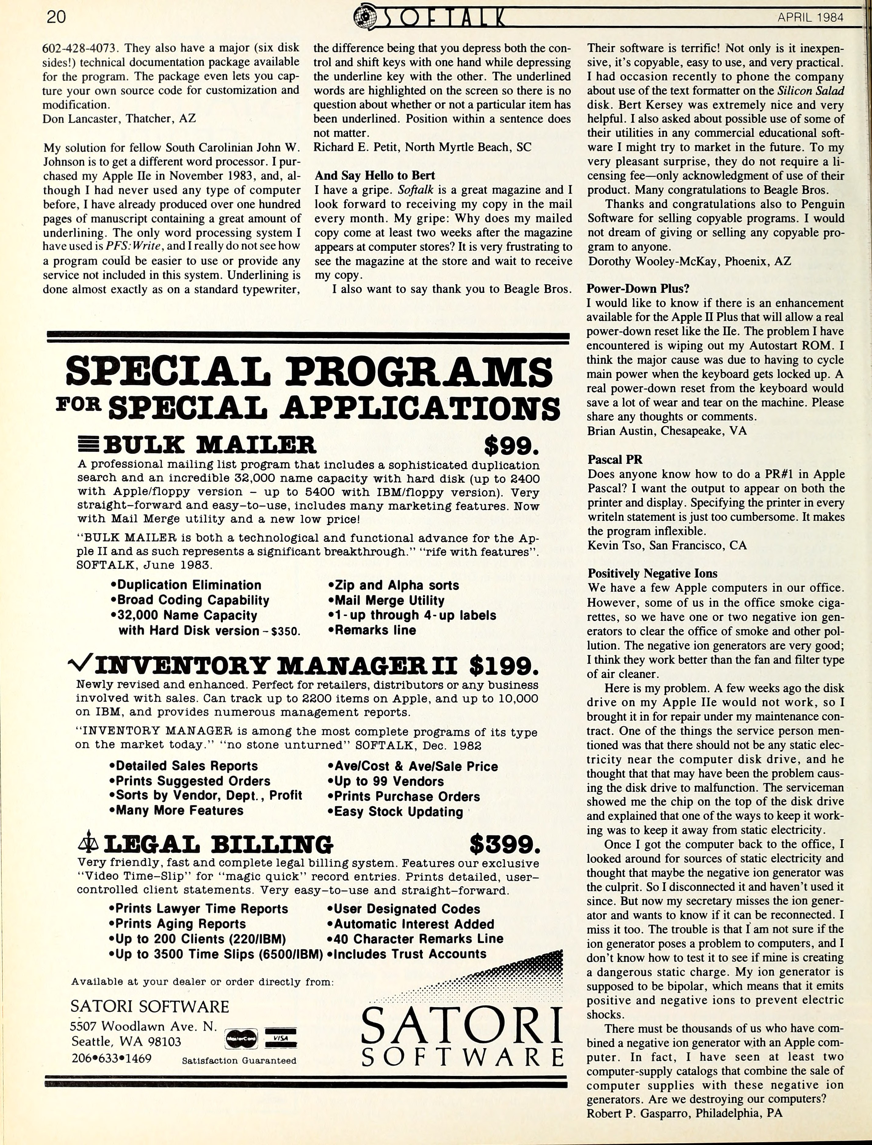 20
SOFTALK
APRIL 1984
602-428-4073. They also have a major (six disk
sides!) technical documentation package available
for the program. The package even lets you cap-
ture your own source code for customization and
modification.
Don Lancaster, Thatcher, AZ
My solution for fellow South Carolinian John W.
Johnson is to get a different word processor. I pur-
chased my Apple IIe in November 1983, and, al-
though I had never used any type of computer
before, I have already produced over one hundred
pages of manuscript containing a great amount of
underlining. The only word processing system I
have used is PFS:Write, and I really do not see how
a program could be easier to use or provide any
service not included in this system. Underlining is
done almost exactly as on a standard typewriter,
the difference being that you depress both the con-
trol and shift keys with one hand while depressing
the underline key with the other. The underlined
words are highlighted on the screen so there is no
question about whether or not a particular item has
been underlined. Position within a sentence does
not matter.
Richard E. Petit, North Myrtle Beach, SC
And Say Hello to Bert
I have a gripe. Softalk is a great magazine and I
look forward to receiving my copy in the mail
every month. My gripe: Why does my mailed
copy come at least two weeks after the magazine
appears at computer stores? It is very frustrating to
see the magazine at the store and wait to receive
my copy.
I also want to say thank you to Beagle Bros.
Their software is terrific! Not only is it inexpen-
sive, it's copyable, easy to use, and very practical.
I had occasion recently to phone the company
about use of the text formatter on the Silicon Salad
disk. Bert Kersey was extremely nice and very
helpful. I also asked about possible use of some of
their utilities in any commercial educational soft-
ware I might try to market in the future. To my
very pleasant surprise, they do not require a li-
censing fee—only acknowledgment of use of their
product. Many congratulations to Beagle Bros.
Thanks and congratulations also to Penguin
Software for selling copyable programs. I would
not dream of giving or selling any copyable pro-
gram to anyone.
Dorothy Wooley-McKay, Phoenix, AZ
Power-Down Plus?
I would like to know if there is an enhancement
available for the Apple II Plus that will allow a real
power-down reset like the IIe. The problem I have
encountered is wiping out my Autostart ROM. I
think the major cause was due to having to cycle
main power when the keyboard gets locked up. A
real power-down reset from the keyboard would
save a lot of wear and tear on the machine. Please
share any thoughts or comments.
Brian Austin, Chesapeake, VA
Pascal PR
Does anyone know how to do a PR#1 in Apple
Pascal? I want the output to appear on both the
printer and display. Specifying the printer in every
writeln statement is just too cumbersome. It makes
the program inflexible.
Kevin Tso, San Francisco, CA
Positively Negative Ions
We have a few Apple computers in our office.
However, some of us in the office smoke ciga-
rettes, so we have one or two negative ion gen-
erators to clear the office of smoke and other pol-
lution. The negative ion generators are very good;
I think they work better than the fan and filter type
of air cleaner.
Here is my problem. A few weeks ago the disk
drive on my Apple IIe would not work, so I
brought it in for repair under my maintenance con-
tract. One of the things the service person men-
tioned was that there should not be any static elec-
tricity near the computer disk drive, and he
thought that that may have been the problem caus-
ing the disk drive to malfunction. The serviceman
showed me the chip on the top of the disk drive
and explained that one of the ways to keep it work-
ing was to keep it away from static electricity.
Once I got the computer back to the office, I
looked around for sources of static electricity and
thought that maybe the negative ion generator was
the culprit. So I disconnected it and haven't used it
since. But now my secretary misses the ion gener-
ator and wants to know if it can be reconnected. I
miss it too. The trouble is that I am not sure if the
ion generator poses a problem to computers, and I
don't know how to test it to see if mine is creating
a dangerous static charge. My ion generator is
supposed to be bipolar, which means that it emits
positive and negative ions to prevent electric
shocks.
There must be thousands of us who have com-
bined a negative ion generator with an Apple com-
puter. In fact, I have seen at least two
computer-supply catalogs that combine the sale of
computer supplies with these negative ion
generators. Are we destroying our computers?
Robert P. Gasparro, Philadelphia, PA
SPECIAL PROGRAMS
FOR SPECIAL APPLICATIONS
BULK MAILER $99.
A professional mailing list program that includes a sophisticated duplication
search and an incredible 32,000 name capacity with hard disk (up to 2400
with Apple/floppy version – up to 5400 with IBM/floppy version). Very
straight-forward and easy-to-use, includes many marketing features. Now
with Mail Merge utility and a new low price!
"BULK MAILER is both a technological and functional advance for the Ap-
ple II and as such represents a significant breakthrough." "rife with features".
SOFTALK, June 1983.
•Duplication Elimination
•Broad Coding Capability
•32,000 Name Capacity
with Hard Disk version – $350.
•Zip and Alpha sorts
•Mail Merge Utility
•1-up through 4-up labels
•Remarks line
INVENTORY MANAGER II $199.
Newly revised and enhanced. Perfect for retailers, distributors or any business
involved with sales. Can track up to 2200 items on Apple, and up to 10,000
on IBM, and provides numerous management reports.
"INVENTORY MANAGER is among the most complete programs of its type
on the market today." "no stone unturned" SOFTALK, Dec. 1982
•Detailed Sales Reports
•Prints Suggested Orders
•Sorts by Vendor, Dept., Profit
•Many More Features
•Ave/Cost & Ave/Sale Price
•Up to 99 Vendors
•Prints Purchase Orders
•Easy Stock Updating
LEGAL BILLING $399.
Very friendly, fast and complete legal billing system. Features our exclusive
"Video Time-Slip" for "magic quick" record entries. Prints detailed, user-
controlled client statements. Very easy-to-use and straight-forward.
•Prints Lawyer Time Reports
•Prints Aging Reports
•Up to 200 Clients (220/IBM)
•Up to 3500 Time Slips (6500/IBM)
•User Designated Codes
•Automatic Interest Added
•40 Character Remarks Line
•Includes Trust Accounts
Available at your dealer or order directly from:
SATORI SOFTWARE
5507 Woodlawn Ave. N.
Seattle, WA 98103
206•633•1469
MasterCard
VISA
Satisfaction Guaranteed
SATORI
SOFTWARE